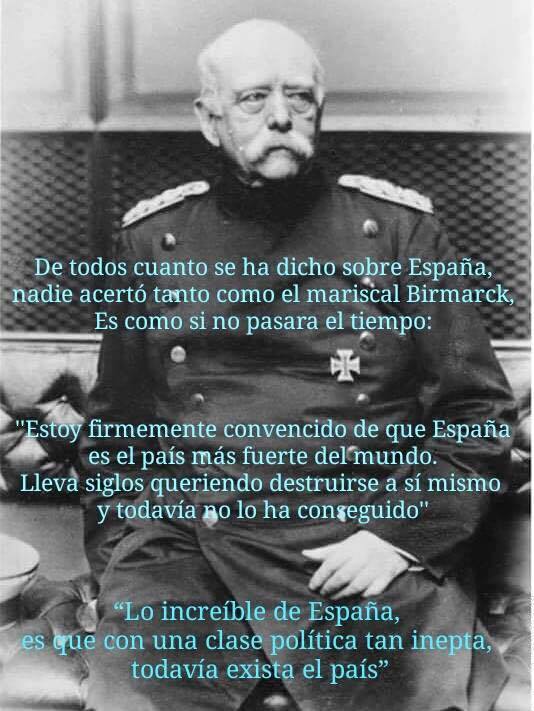 De todos cuanto se ha dicho sobre España,
nadie acertó tanto como el mariscal Birmarck,
Es como si no pasara el tiempo:
"Estoy firmemente convencido de que España
es el país más fuerte del mundo.
Lleva siglos queriendo destruirse a sí mismo
y todavía no lo ha conseguido"
“Lo increíble de España,
es que con una clase política tan inepta,
todavía exista el país”